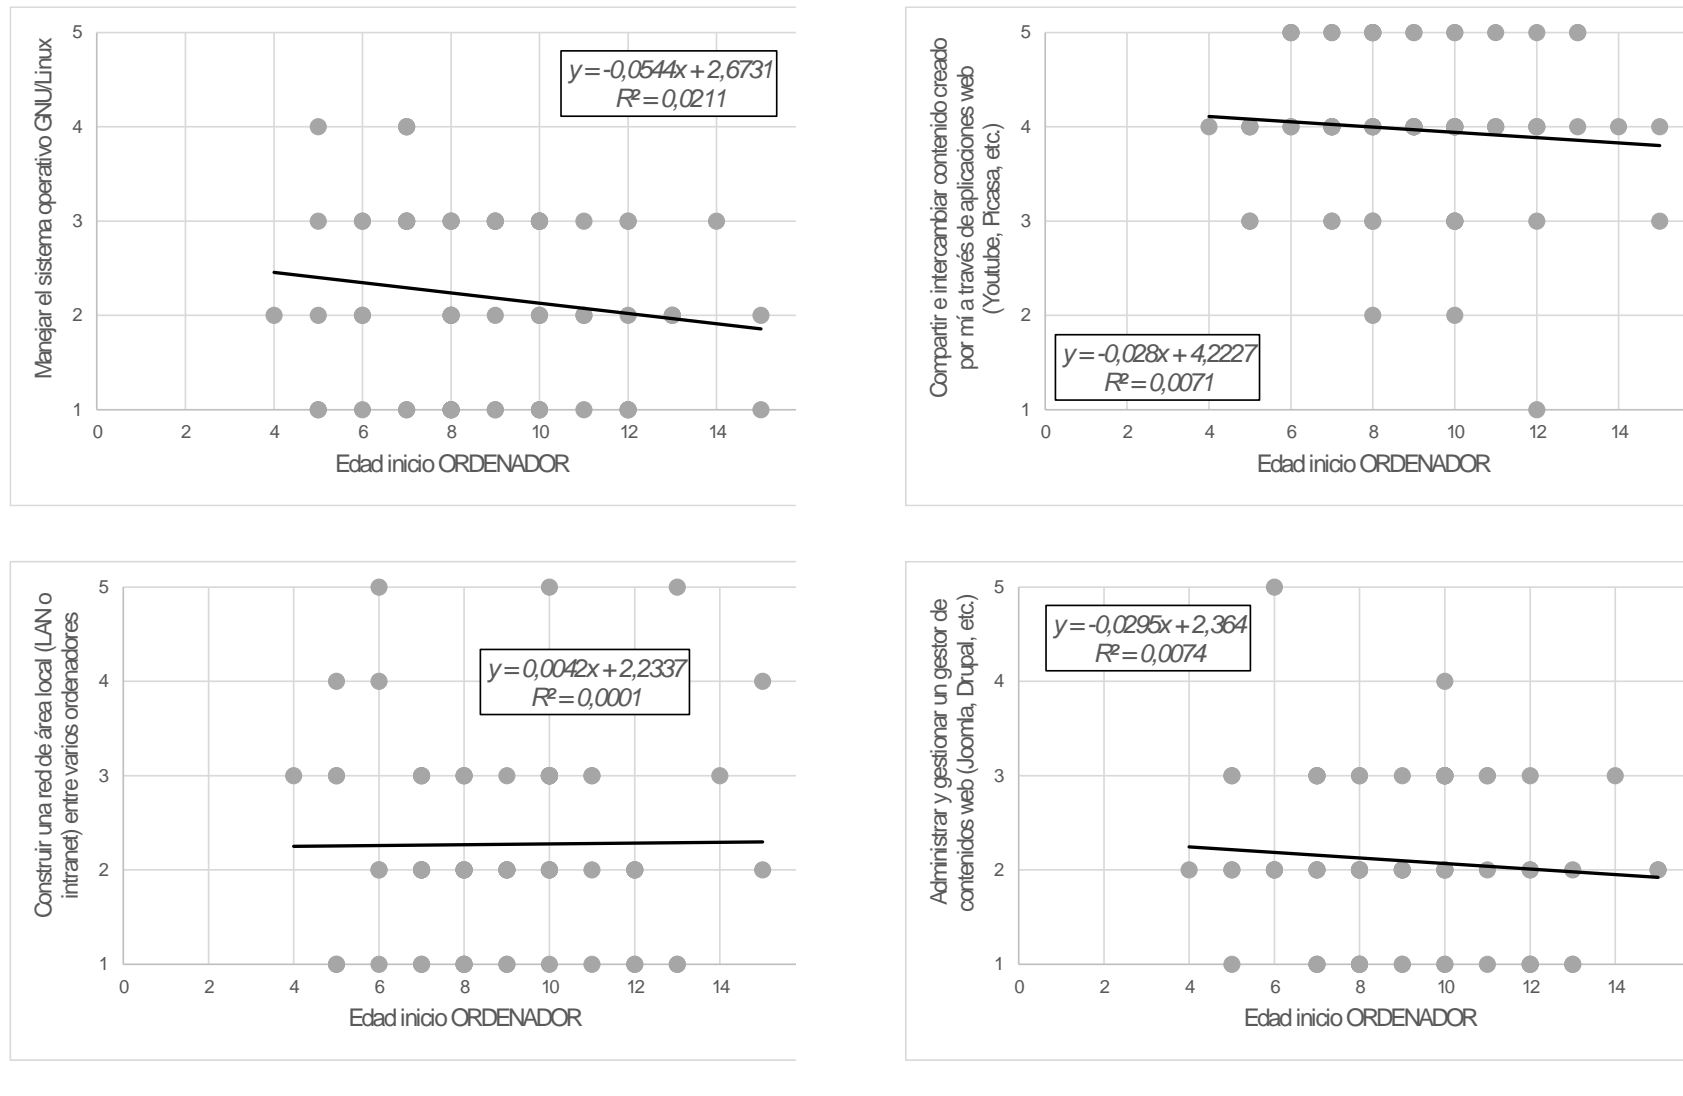 Manejar el sistema operativo GNU/Linux
5
4
3
2
1
y = -0,0544x + 2,6731
R² = 0,0211
0 2 4 6 8 10 12 14
Edad inicio ORDENADOR
Compartir e intercambiar contenido creado
por mí a través de aplicaciones web
(Youtube, Picasa, etc.)
5
4
3
2
1
y = -0,028x + 4,2227
R² = 0,0071
0 2 4 6 8 10 12 14
Edad inicio ORDENADOR
Construir una red de área local (LAN o
intranet) entre varios ordenadores
5
4
3
2
1
y = 0,0042x + 2,2337
R² = 0,0001
0 2 4 6 8 10 12 14
Edad inicio ORDENADOR
Administrar y gestionar un gestor de
contenidos web (Joomla, Drupal, etc.)
5
4
3
2
1
y = -0,0295x + 2,364
R² = 0,0074
0 2 4 6 8 10 12 14
Edad inicio ORDENADOR